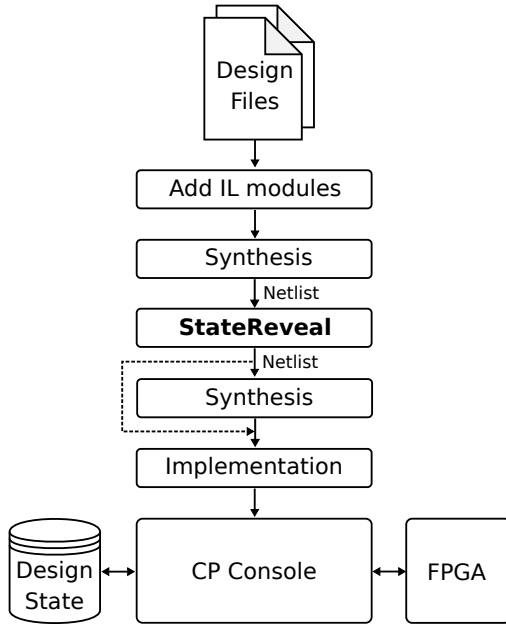 Design
Files
Add IL modules
Synthesis
Netlist
StateReveal
Netlist
Synthesis
Implementation
Design
State
CP Console
FPGA